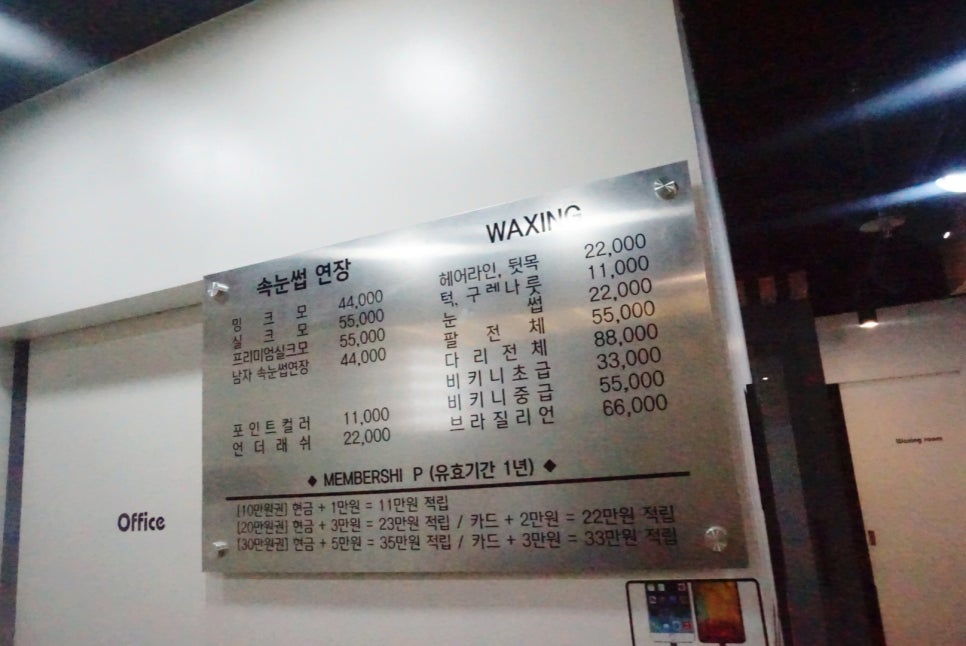 속눈썹 연장
밍 크 모 44,000
실 크 모 55,000
프리미엄실크모 55,000
남자 속눈썹연장 44,000
포 인 트 컬 러 11,000
언 더 래 쉬 22,000
WAXING
헤어라인, 뒷목 22,000
턱, 구 레 나 룻 11,000
눈 썹 22,000
팔 전 체 55,000
다 리 전 체 88,000
비 키 니 초 급 33,000
비 키 니 중 급 55,000
브 라 질 리 언 66,000
◆ MEMBERSHI P (유효기간 1년) ◆
[10만원권] 현금 + 1만원 = 11만원 적립
[20만원권] 현금 + 3만원 = 23만원 적립 / 카드 + 2만원 = 22만원 적립
[30만원권] 현금 + 5만원 = 35만원 적립 / 카드 + 3만원 = 33만원 적립
Office
Waxing room